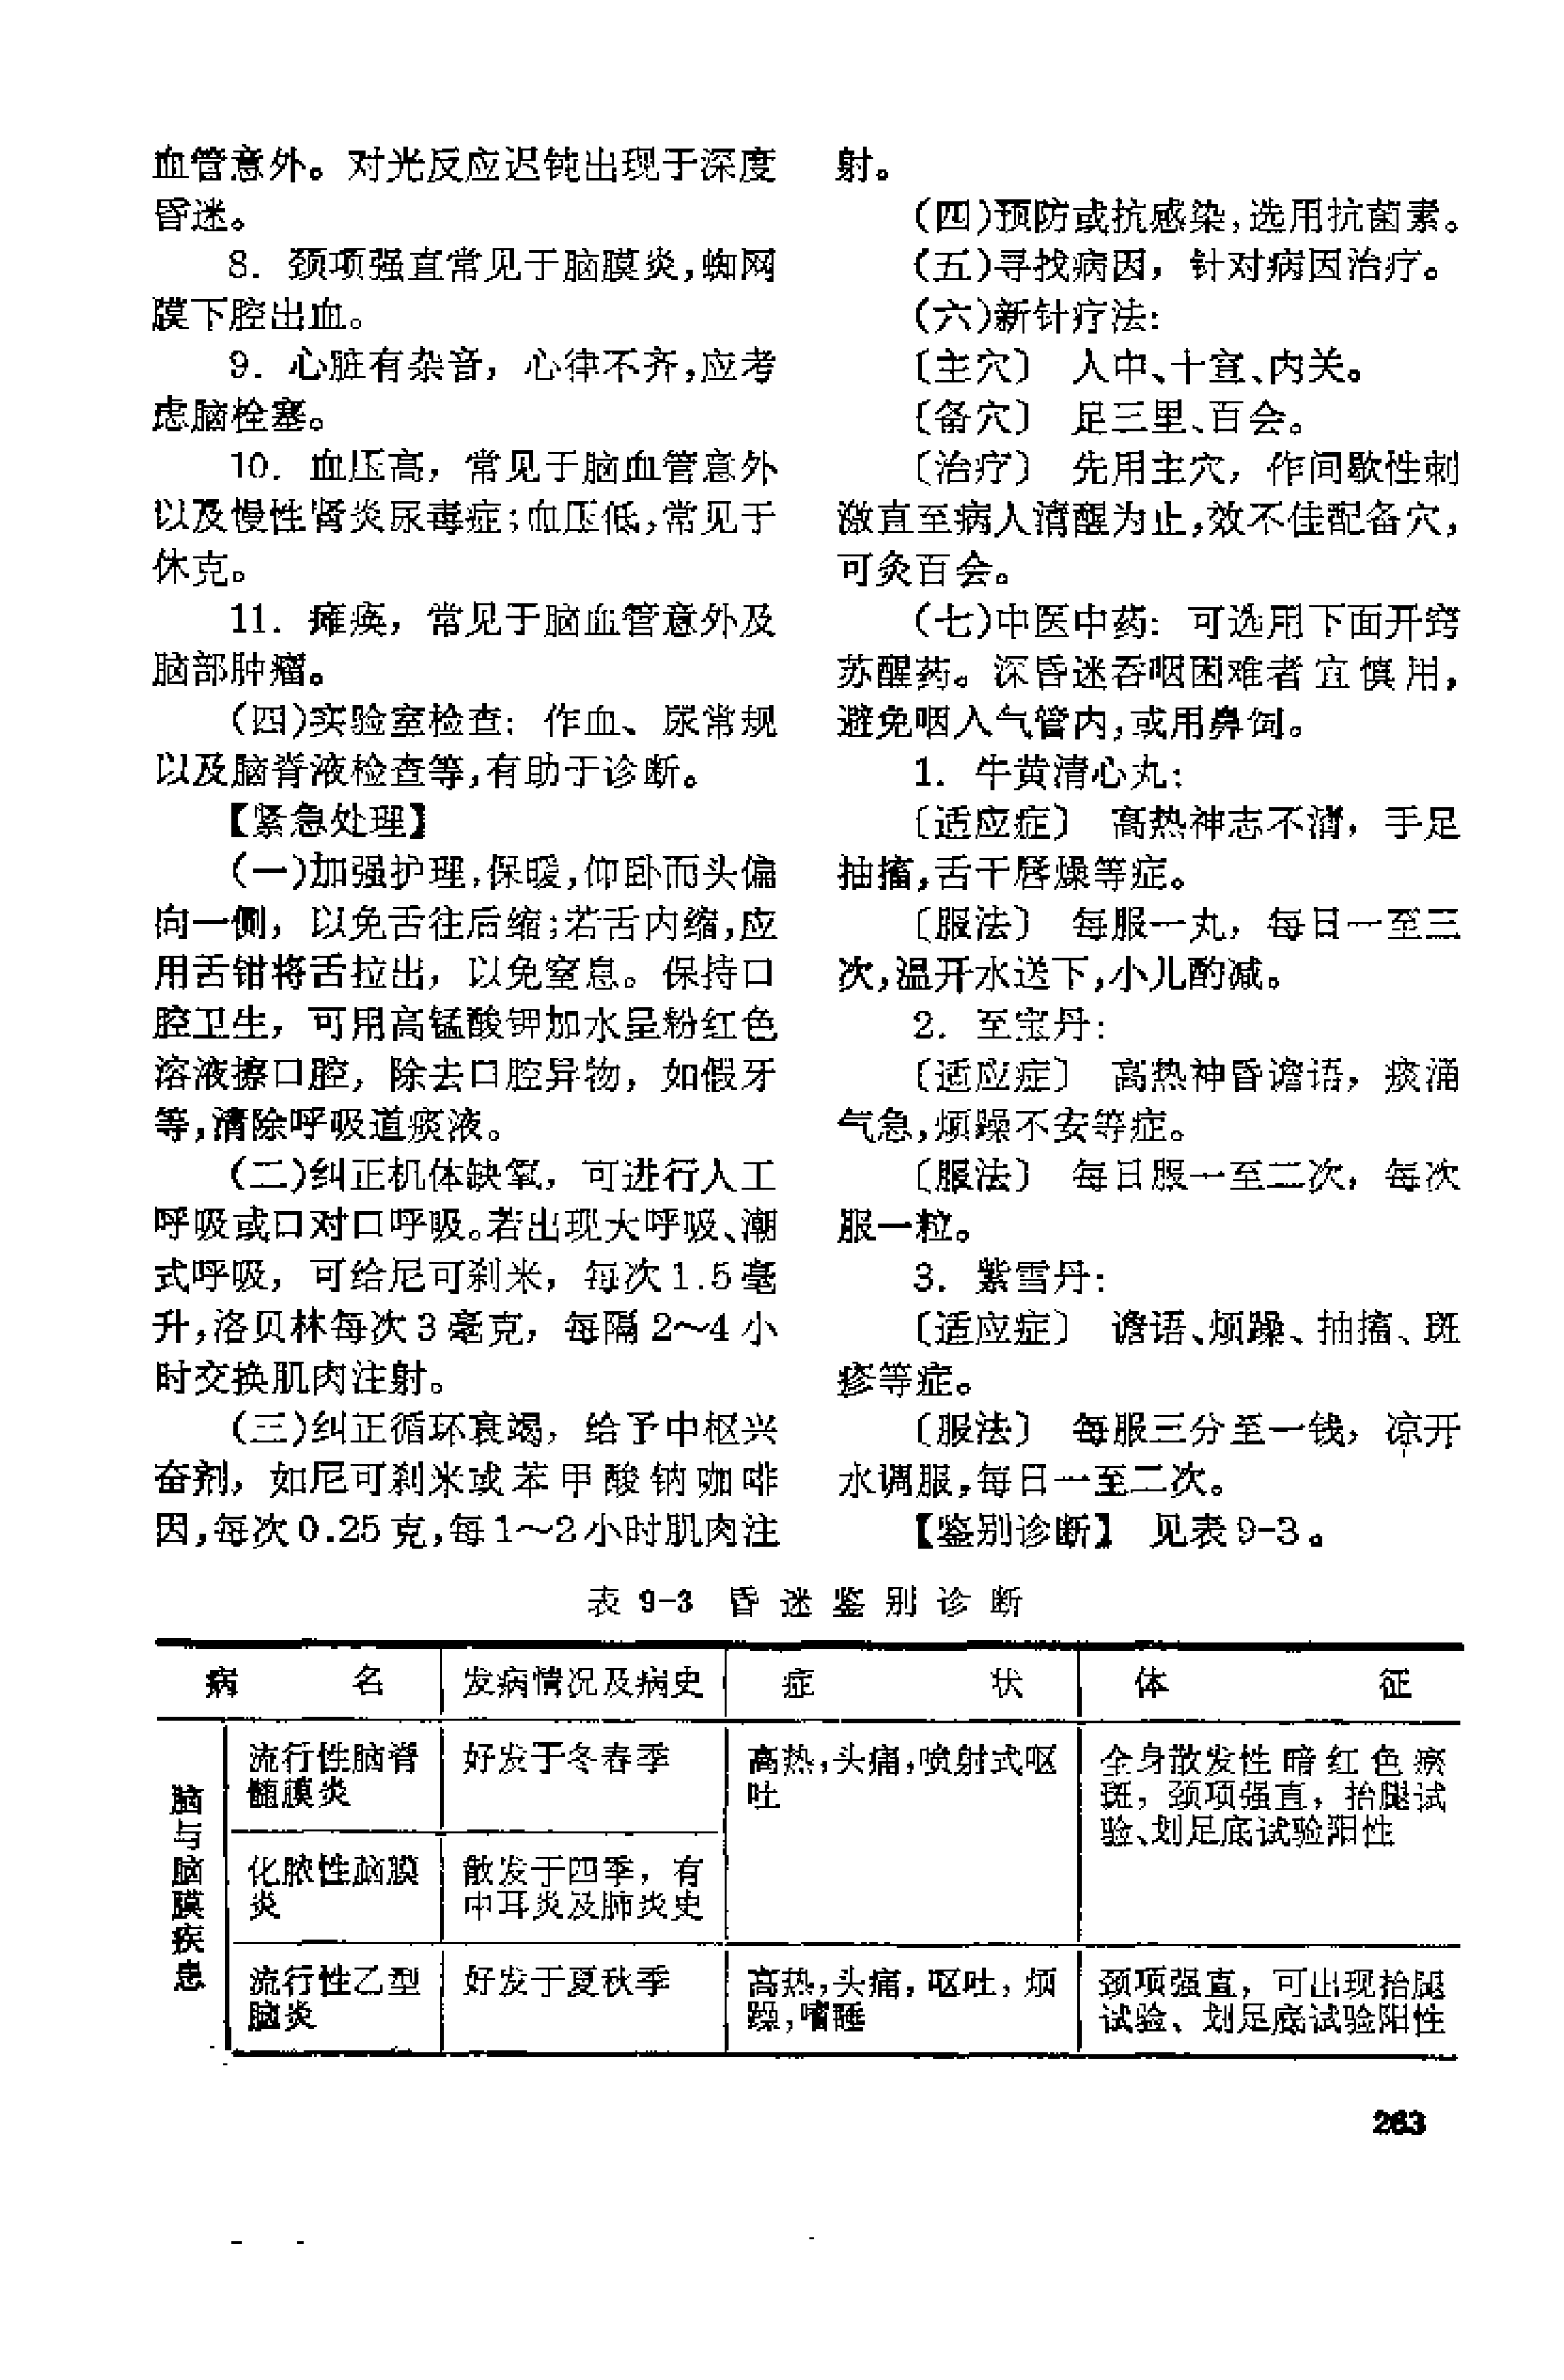 血管意外。对光反应迟钝出现于深度
昏迷。
8. 颈项强直常见于脑膜炎,蜘网
膜下腔出血。
9. 心脏有杂音，心律不齐,应考
虑脑栓塞。
10. 血压高，常见于脑血管意外
以及慢性肾炎尿毒症;血压低,常见于
休克。
11. 瘫痪，常见于脑血管意外及
脑部肿瘤。
(四)实验室检查: 作血、尿常规
以及脑脊液检查等,有助于诊断。
【紧急处理】
(一)加强护理,保暖,仰卧而头偏
向一侧，以免舌往后缩;若舌内缩,应
用舌钳将舌拉出，以免窒息。保持口
腔卫生，可用高锰酸钾加水呈粉红色
溶液擦口腔，除去口腔异物，如假牙
等,清除呼吸道痰液。
(二)纠正机体缺氧，可进行人工
呼吸或口对口呼吸。若出现大呼吸、潮
式呼吸，可给尼可刹米，每次1.5毫
升,洛贝林每次3毫克，每隔2～4小
时交换肌肉注射。
(三)纠正循环衰竭，给予中枢兴
奋剂，如尼可刹米或苯甲酸钠咖啡
因,每次0.25克,每1～2小时肌肉注
射。
(四)预防或抗感染,选用抗菌素。
(五)寻找病因，针对病因治疗。
(六)新针疗法:
〔主穴〕 人中、十宣、内关。
〔备穴〕 足三里、百会。
〔治疗〕 先用主穴，作间歇性刺
激直至病人清醒为止,效不佳配备穴,
可灸百会。
(七)中医中药: 可选用下面开窍
苏醒药。深昏迷吞咽困难者宜慎用,
避免咽入气管内,或用鼻饲。
1. 牛黄清心丸:
〔适应症〕 高热神志不清，手足
抽搐,舌干唇燥等症。
〔服法〕 每服一丸，每日一至三
次,温开水送下,小儿酌减。
2. 至宝丹:
〔适应症〕 高热神昏谵语，痰涌
气急,烦躁不安等症。
〔服法〕 每日服一至二次，每次
服一粒。
3. 紫雪丹:
〔适应症〕 谵语、烦躁、抽搐、斑
疹等症。
〔服法〕 每服三分至一钱，凉开
水调服,每日一至二次。
【鉴别诊断】 见表9-3。
表 9-3 昏迷鉴别诊断
病名 发病情况及病史 症状 体征
脑与脑膜疾患
流行性脑脊
髓膜炎
好发于冬春季
高热,头痛,喷射式呕
吐
全身散发性暗红色瘀
斑，颈项强直，抬腿试
验、划足底试验阳性
化脓性脑膜
炎
散发于四季，有
中耳炎及肺炎史
流行性乙型
脑炎
好发于夏秋季
高热,头痛,呕吐,烦
躁,嗜睡
颈项强直，可出现抬腿
试验、划足底试验阳性
263